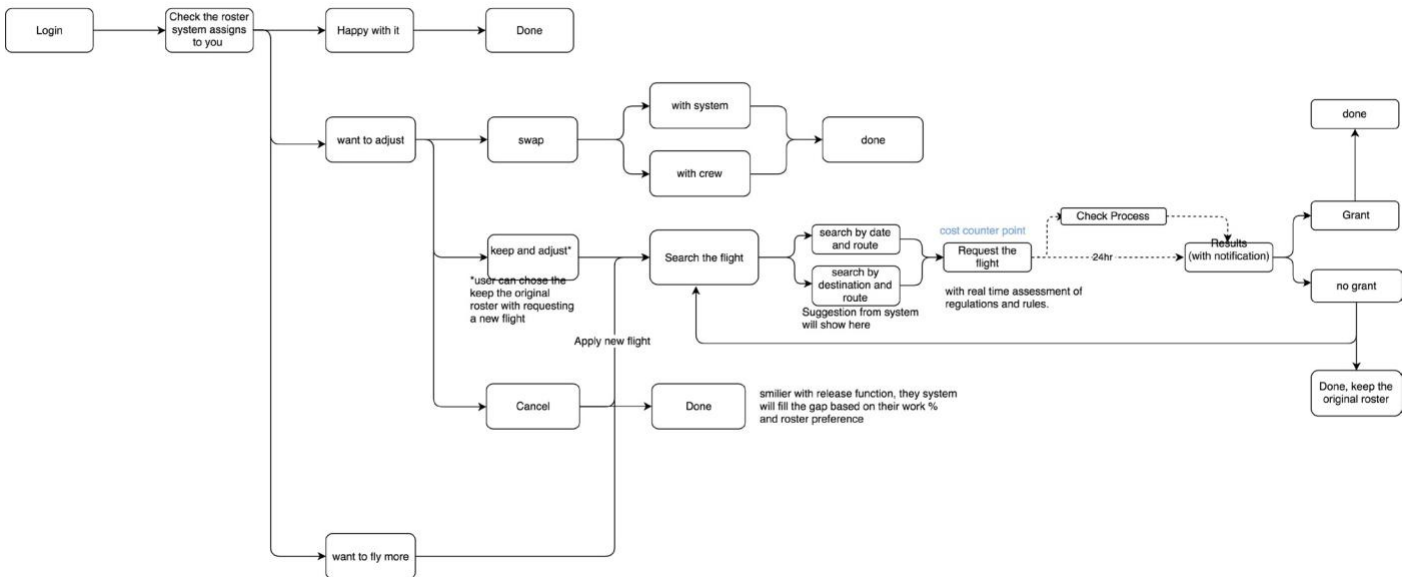 Login
Check the roster
system assigns
to you
Happy with it
Done
want to adjust
swap
with system
with crew
done
keep and adjust*
*user can chose the
keep the original
roster with requesting
a new flight
Search the flight
search by date
and route
search by
destination and
route
Suggestion from system
will show here
cost counter point
Request the
flight
with real time assessment of
regulations and rules.
Check Process
24hr
Results
(with notification)
done
Grant
no grant
Done, keep the
original roster
Apply new flight
Cancel
Done
smilier with release function, they system
will fill the gap based on their work %
and roster preference
want to fly more